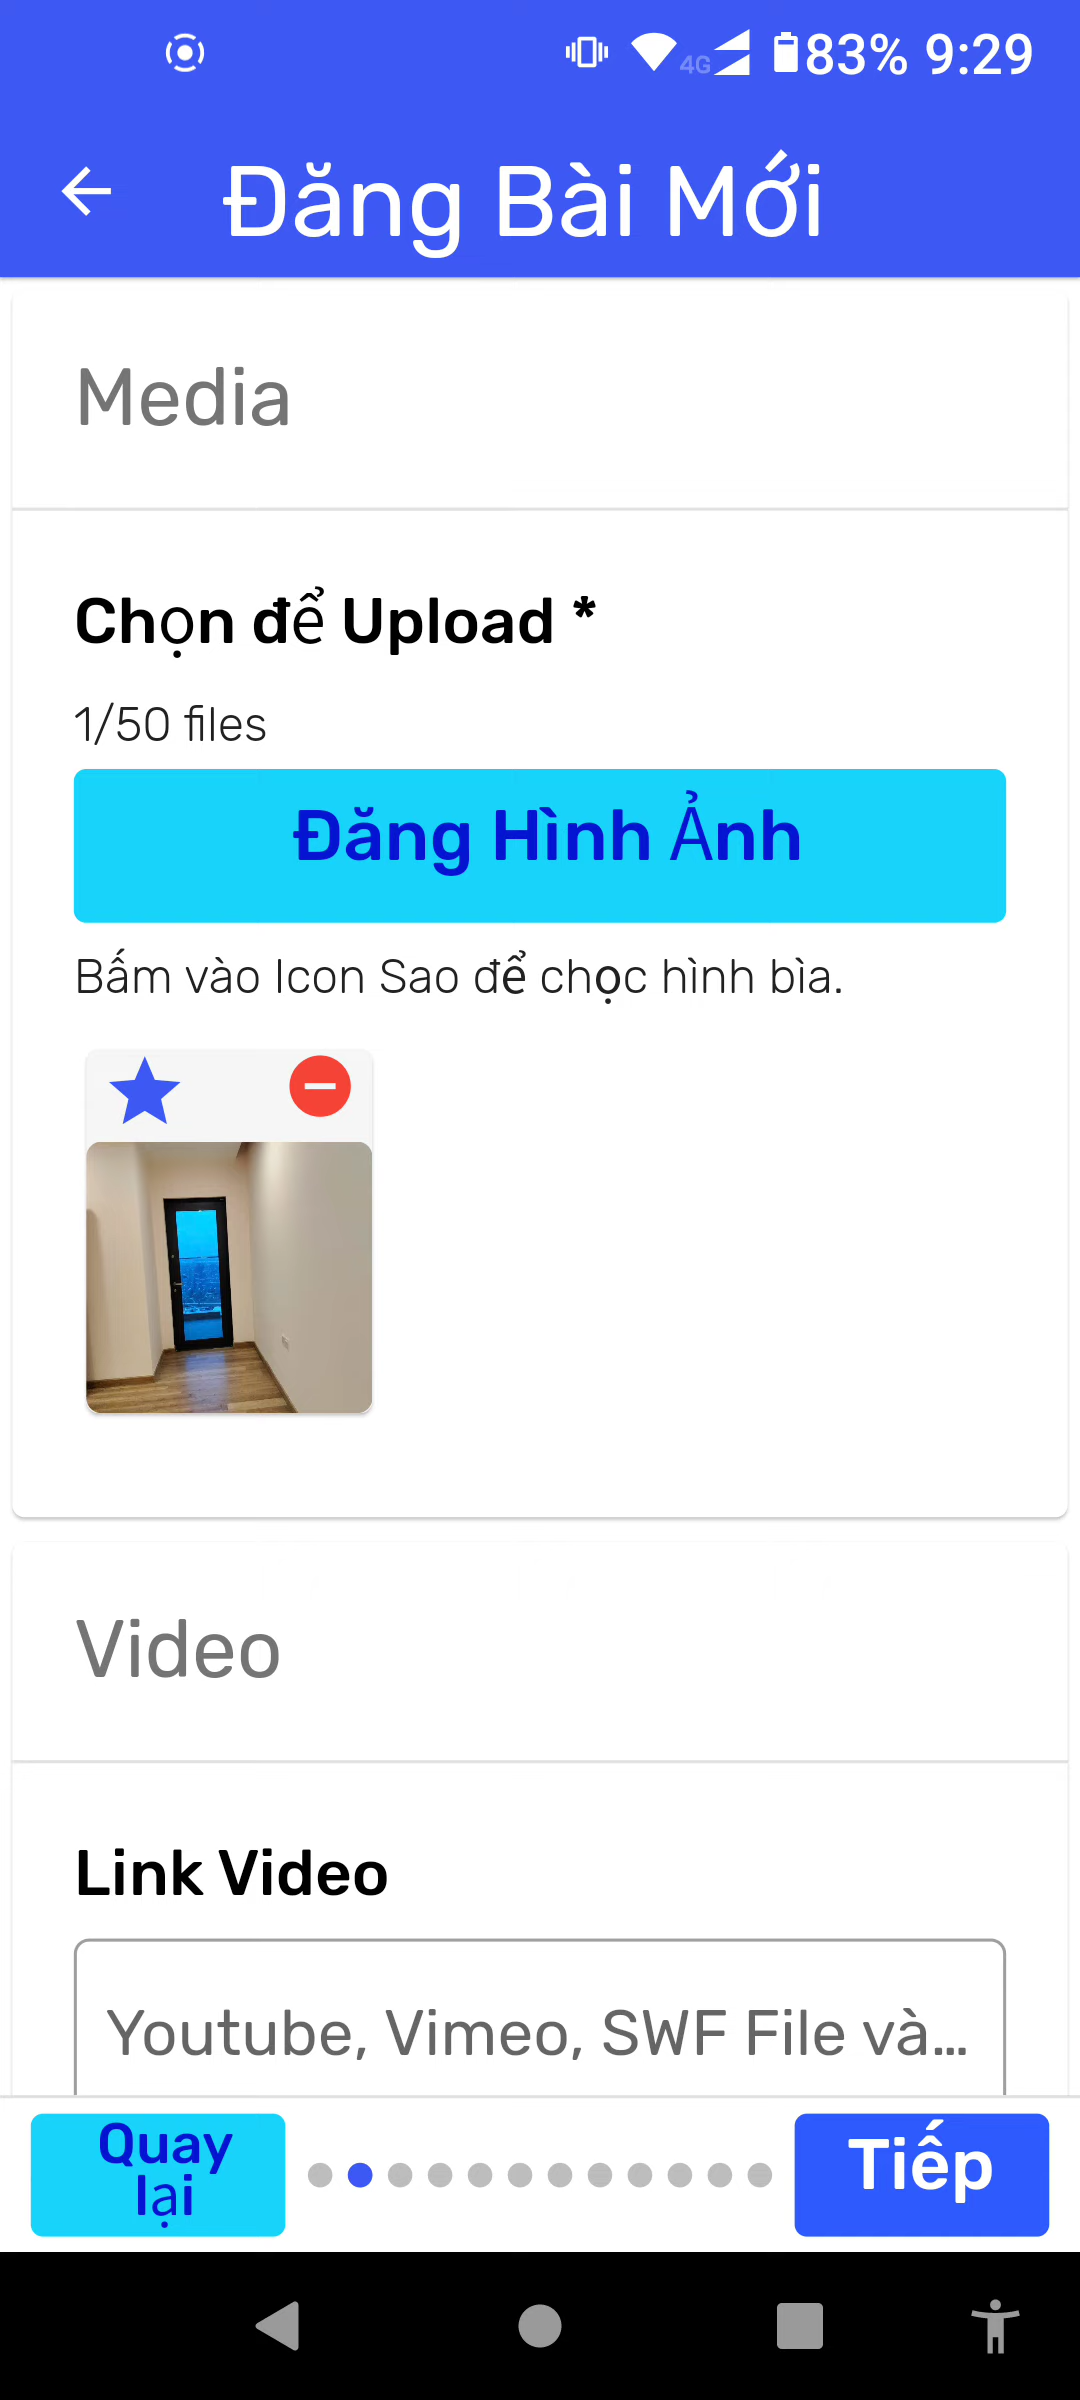 4G 83% 9:29
Đăng Bài Mới
Media
Chọn để Upload *
1/50 files
Đăng Hình Ảnh
Bấm vào Icon Sao để chọc hình bìa.
Video
Link Video
Youtube, Vimeo, SWF File và...
Quay
lại
Tiếp